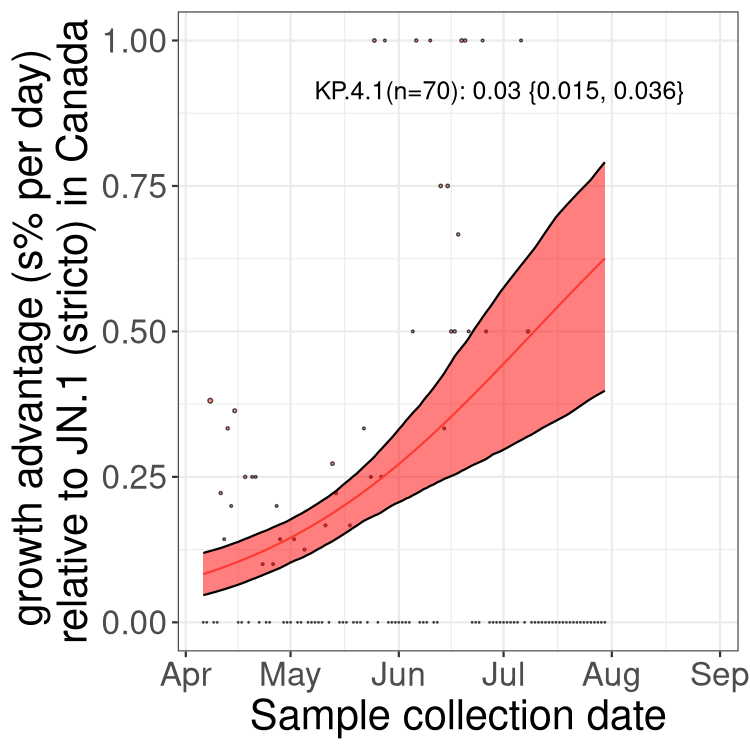 growth advantage (s% per day)
relative to JN.1 (stricto) in Canada
1.00
0.75
0.50
0.25
0.00
KP.4.1(n=70): 0.03 {0.015, 0.036}
Apr May Jun Jul Aug Sep
Sample collection date